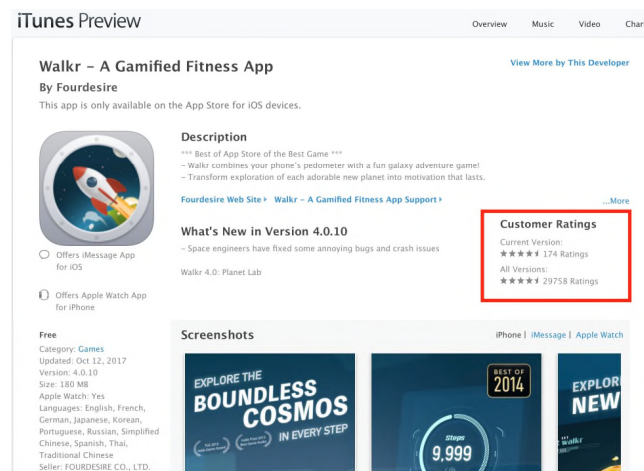 iTunes Preview
Overview Music Video
Walkr – A Gamified Fitness App
View More by This Developer
By Fourdesire
This app is only available on the App Store for iOS devices.
Description
*** Best of App Store of the Best Game ***
– Walkr combines your phone's pedometer with a fun galaxy adventure game!
– Transform exploration of each adorable new planet into motivation that lasts.
Fourdesire Web Site Walkr – A Gamified Fitness App Support
...More
What's New in Version 4.0.10
– Space engineers have fixed some annoying bugs and crash issues
Walkr 4.0: Planet Lab
Customer Ratings
Current Version:
174 Ratings
All Versions:
29758 Ratings
Offers iMessage App
for iOS
Offers Apple Watch App
for iPhone
Free
Category: Games
Updated: Oct 12, 2017
Version: 4.0.10
Size: 180 MB
Apple Watch: Yes
Languages: English, French,
German, Japanese, Korean,
Portuguese, Russian, Simplified
Chinese, Spanish, Thai,
Traditional Chinese
Seller: FOURDESIRE CO., LTD.
Screenshots
iPhone | iMessage | Apple Watch
EXPLORE THE
BOUNDLESS
COSMOS
IN EVERY STEP
BEST OF
2014
Steps
9,999
EXPLOR
NEW
walkr